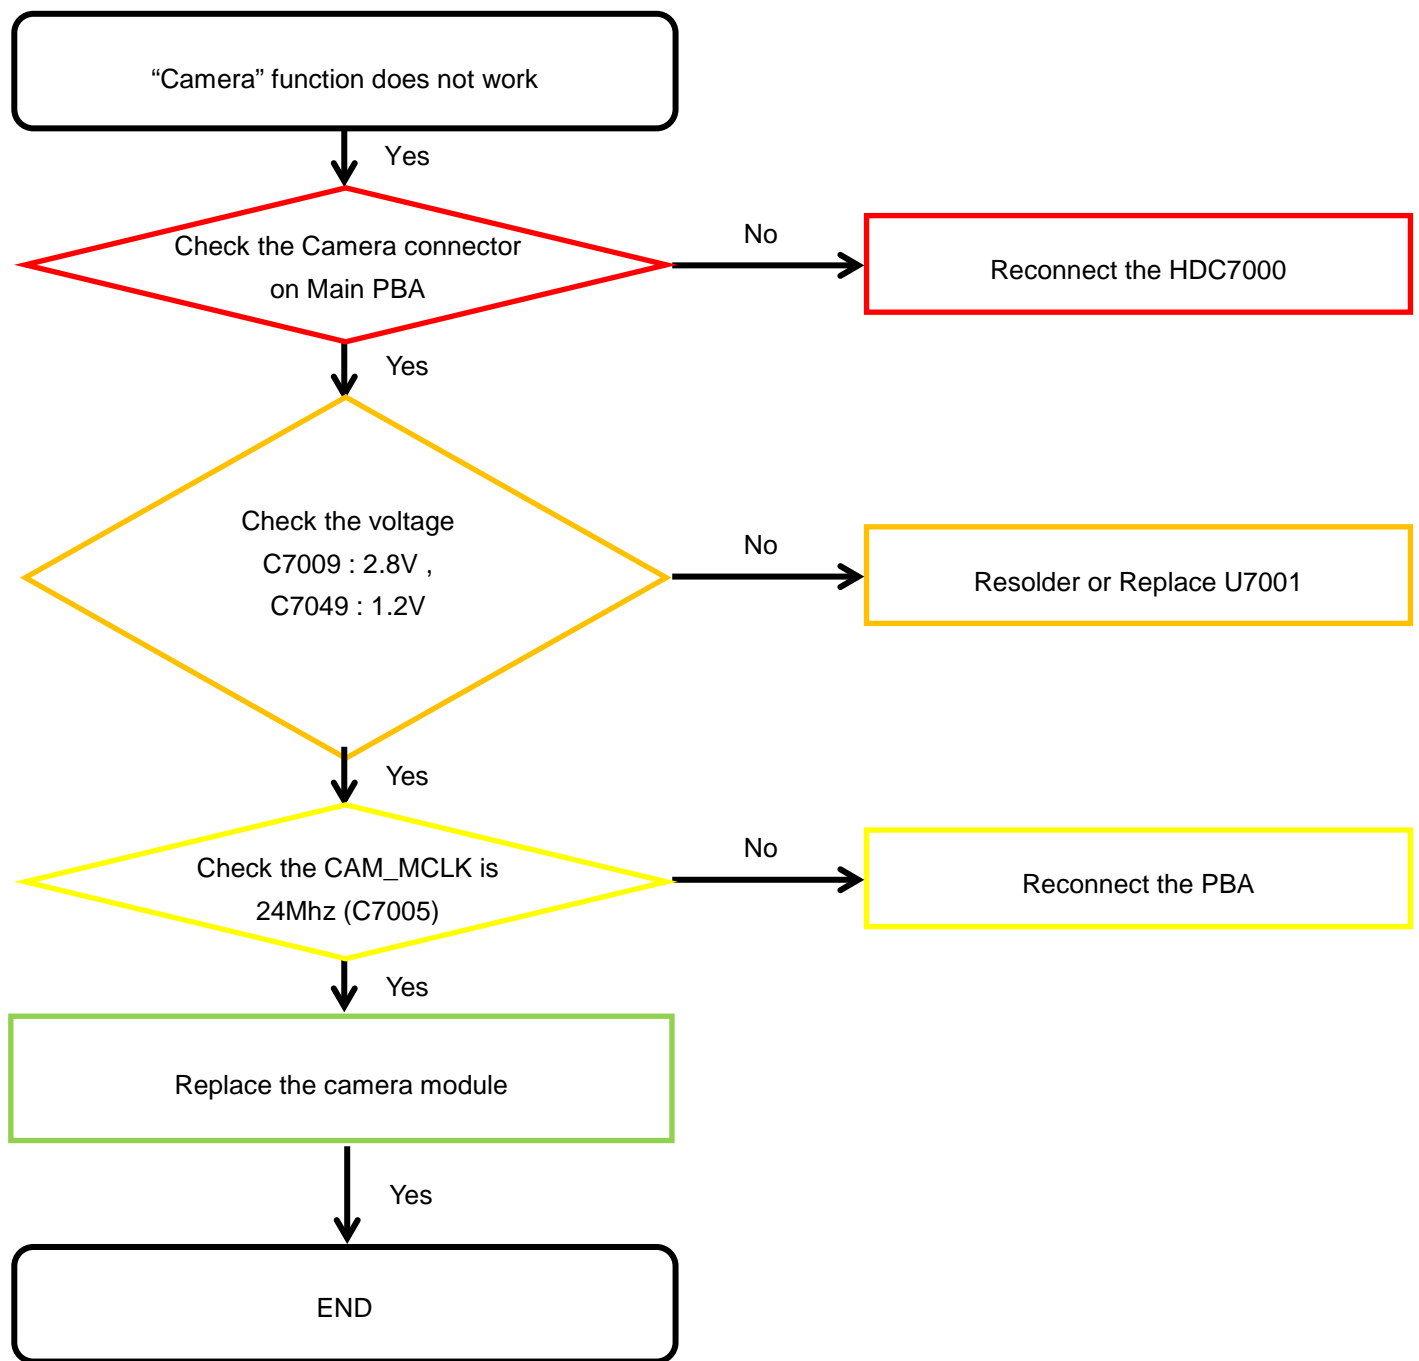 “Camera” function does not work
Yes
Check the Camera connector
on Main PBA
No
Reconnect the HDC7000
Yes
Check the voltage
C7009 : 2.8V ,
C7049 : 1.2V
No
Resolder or Replace U7001
Yes
Check the CAM_MCLK is
24Mhz (C7005)
No
Reconnect the PBA
Yes
Replace the camera module
Yes
END